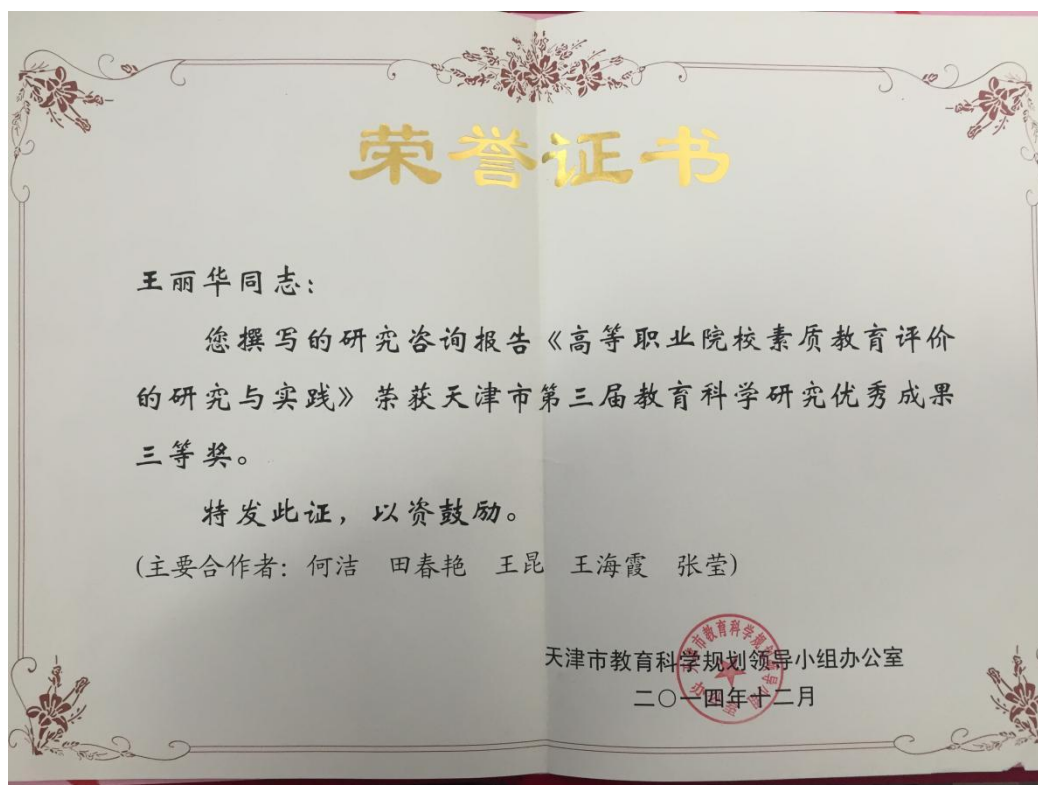 荣誉证书
王丽华同志:
您撰写的研究咨询报告《高等职业院校素质教育评价
的研究与实践》荣获天津市第三届教育科学研究优秀成果
三等奖。
特发此证，以资鼓励。
(主要合作者: 何洁 田春艳 王昆 王海霞 张莹)
天津市教育科学规划领导小组办公室
二〇一四年十二月